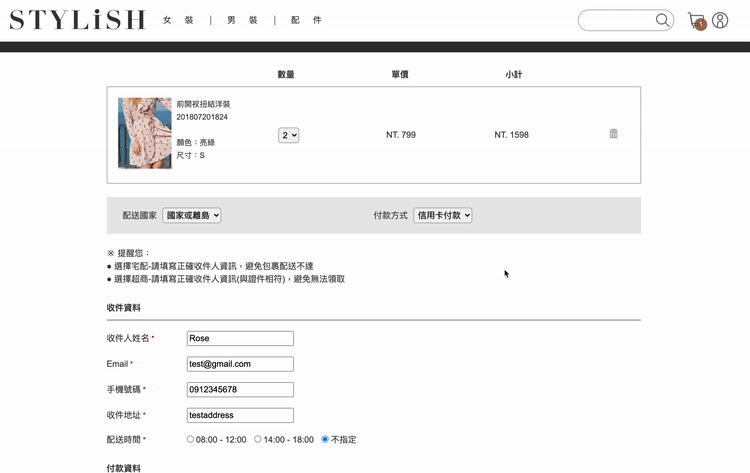 STYLiSH 女 裝 | 男 裝 | 配 件 1
數量 單價 小計
前開衩扭結洋裝
201807201824
顏色：亮綠
尺寸：S
2 NT. 799 NT. 1598
配送國家 國家或離島 付款方式 信用卡付款
※ 提醒您：
● 選擇宅配-請填寫正確收件人資訊，避免包裹配送不達
● 選擇超商-請填寫正確收件人資訊(與證件相符)，避免無法領取
收件資料
收件人姓名 * Rose
Email * test@gmail.com
手機號碼 * 0912345678
收件地址 * testaddress
配送時間 * 08:00 - 12:00 14:00 - 18:00 不指定
付款資料